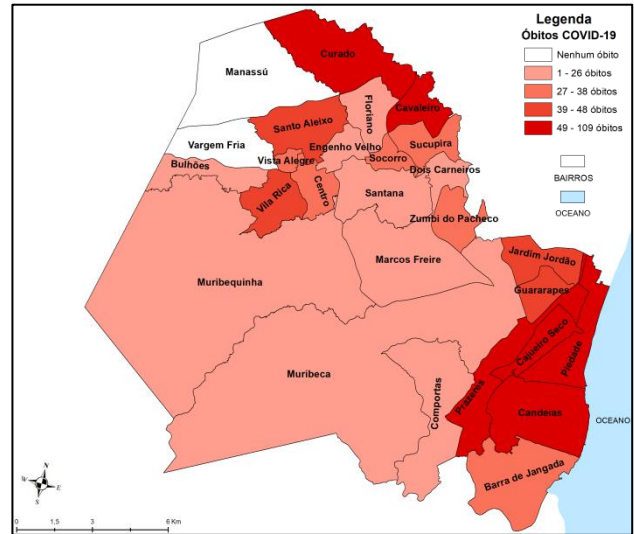 Legenda
Óbitos COVID-19
Nenhum óbito
1 - 26 óbitos
27 - 38 óbitos
39 - 48 óbitos
49 - 109 óbitos
BAIRROS
OCEANO
Curado
Manassú
Floriano
Cavaleiro
Santo Aleixo
Vargem Fria
Engenho Velho
Sucupira
Vista Alegre
Socorro
Bulhões
Dois Carneiros
Vila Rica
Centro
Santana
Zumbi do Pacheco
Jardim Jordão
Marcos Freire
Muribequinha
Guararapes
Cajueiro Seco
Piedade
Muribeca
Comportas
Prazeres
Candeias
OCEANO
Barra de Jangada
N
W
E
S
0 1,5 3 6 Km